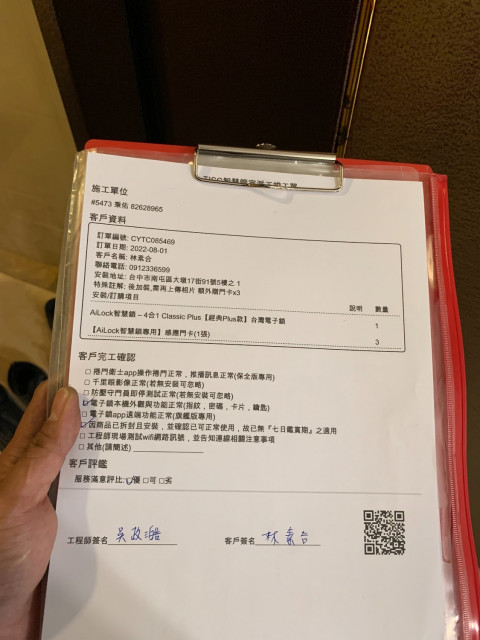 施工單位
#5473 秉佑 82628965
客戶資料
訂單編號: CYTC085469
訂單日期: 2022-08-01
客戶名稱: 林素合
聯絡電話: 0912336599
安裝地址: 台中市南屯區大墩17街91號5樓之 1
特殊註解: 後加裝,需再上傳相片 額外贈門卡x3
安裝/訂購項目 說明 數量
AiLock智慧鎖 – 4合1 Classic Plus【經典Plus款】台灣電子鎖 1
【AiLock智慧鎖專用】感應門卡(1張) 3
客戶完工確認
□ 捲門衛士app操作捲門正常，推播訊息正常(保全版專用)
□ 千里眼影像正常(若無安裝可忽略)
□ 防壓守門員即停測試正常(若無安裝可忽略)
☑ 電子鎖本機外觀與功能正常(指紋，密碼，卡片，鑰匙)
□ 電子鎖app遠端功能正常(旗艦版專用)
☑ 因商品已拆封且安裝，並確認已可正常使用，故已無『七日鑑賞期』之適用
□ 工程師現場測試wifi網路訊號，並告知連線相關注意事項
□ 其他(請簡述)
客戶評鑑
服務滿意評比: ☑優 □可 □劣
工程師簽名 吳政澔 客戶簽名 林素合